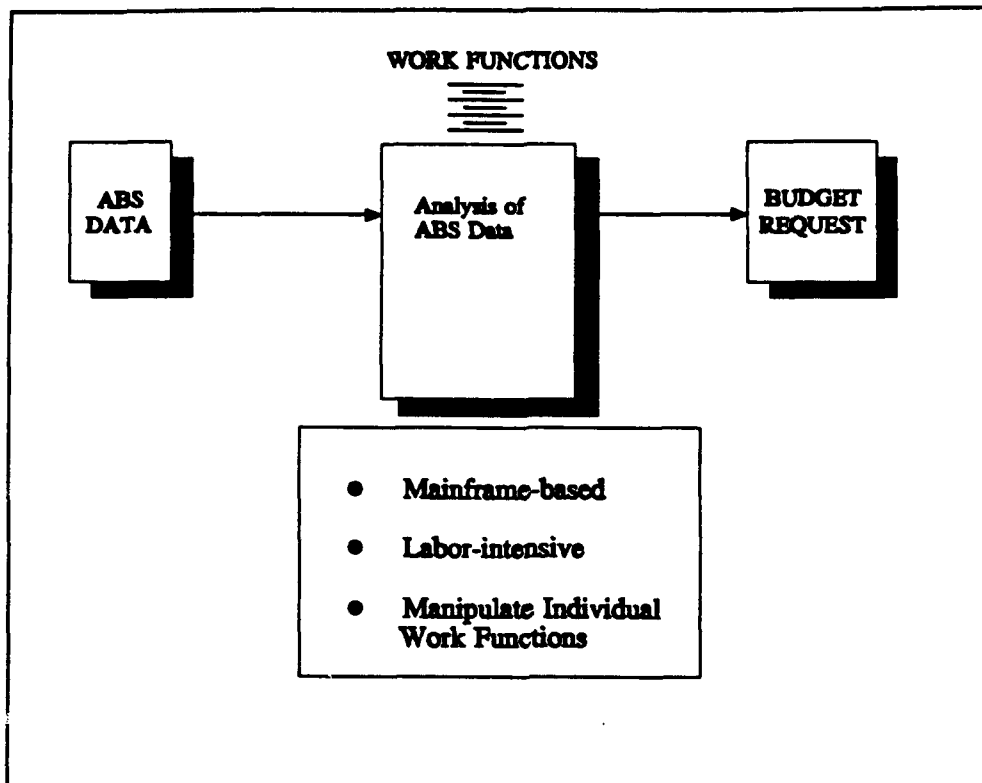 WORK FUNCTIONS
ABS
DATA
Analysis of
ABS Data
BUDGET
REQUEST
● Mainframe-based
● Labor-intensive
● Manipulate Individual
Work Functions